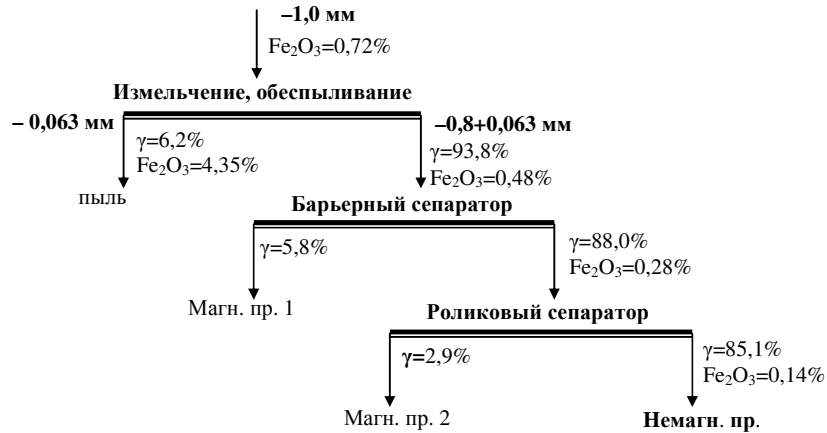 –1,0 мм
Fe₂O₃=0,72%
Измельчение, обеспыливание
– 0,063 мм
–0,8+0,063 мм
γ=6,2%
Fe₂O₃=4,35%
γ=93,8%
Fe₂O₃=0,48%
пыль
Барьерный сепаратор
γ=5,8%
γ=88,0%
Fe₂O₃=0,28%
Магн. пр. 1
Роликовый сепаратор
γ=2,9%
γ=85,1%
Fe₂O₃=0,14%
Магн. пр. 2
Немагн. пр.